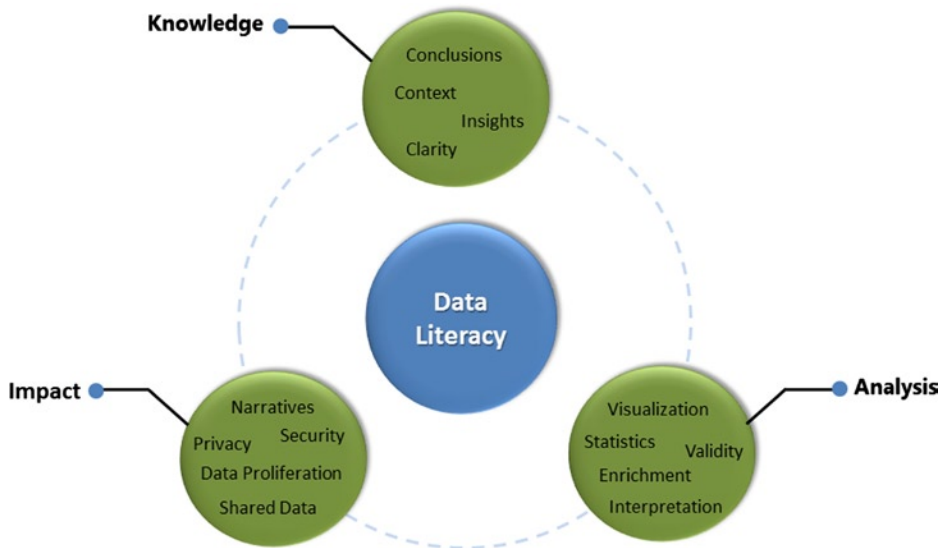 Knowledge
Conclusions
Context
Insights
Clarity
Data
Literacy
Impact
Narratives
Privacy
Security
Data Proliferation
Shared Data
Analysis
Visualization
Statistics
Validity
Enrichment
Interpretation